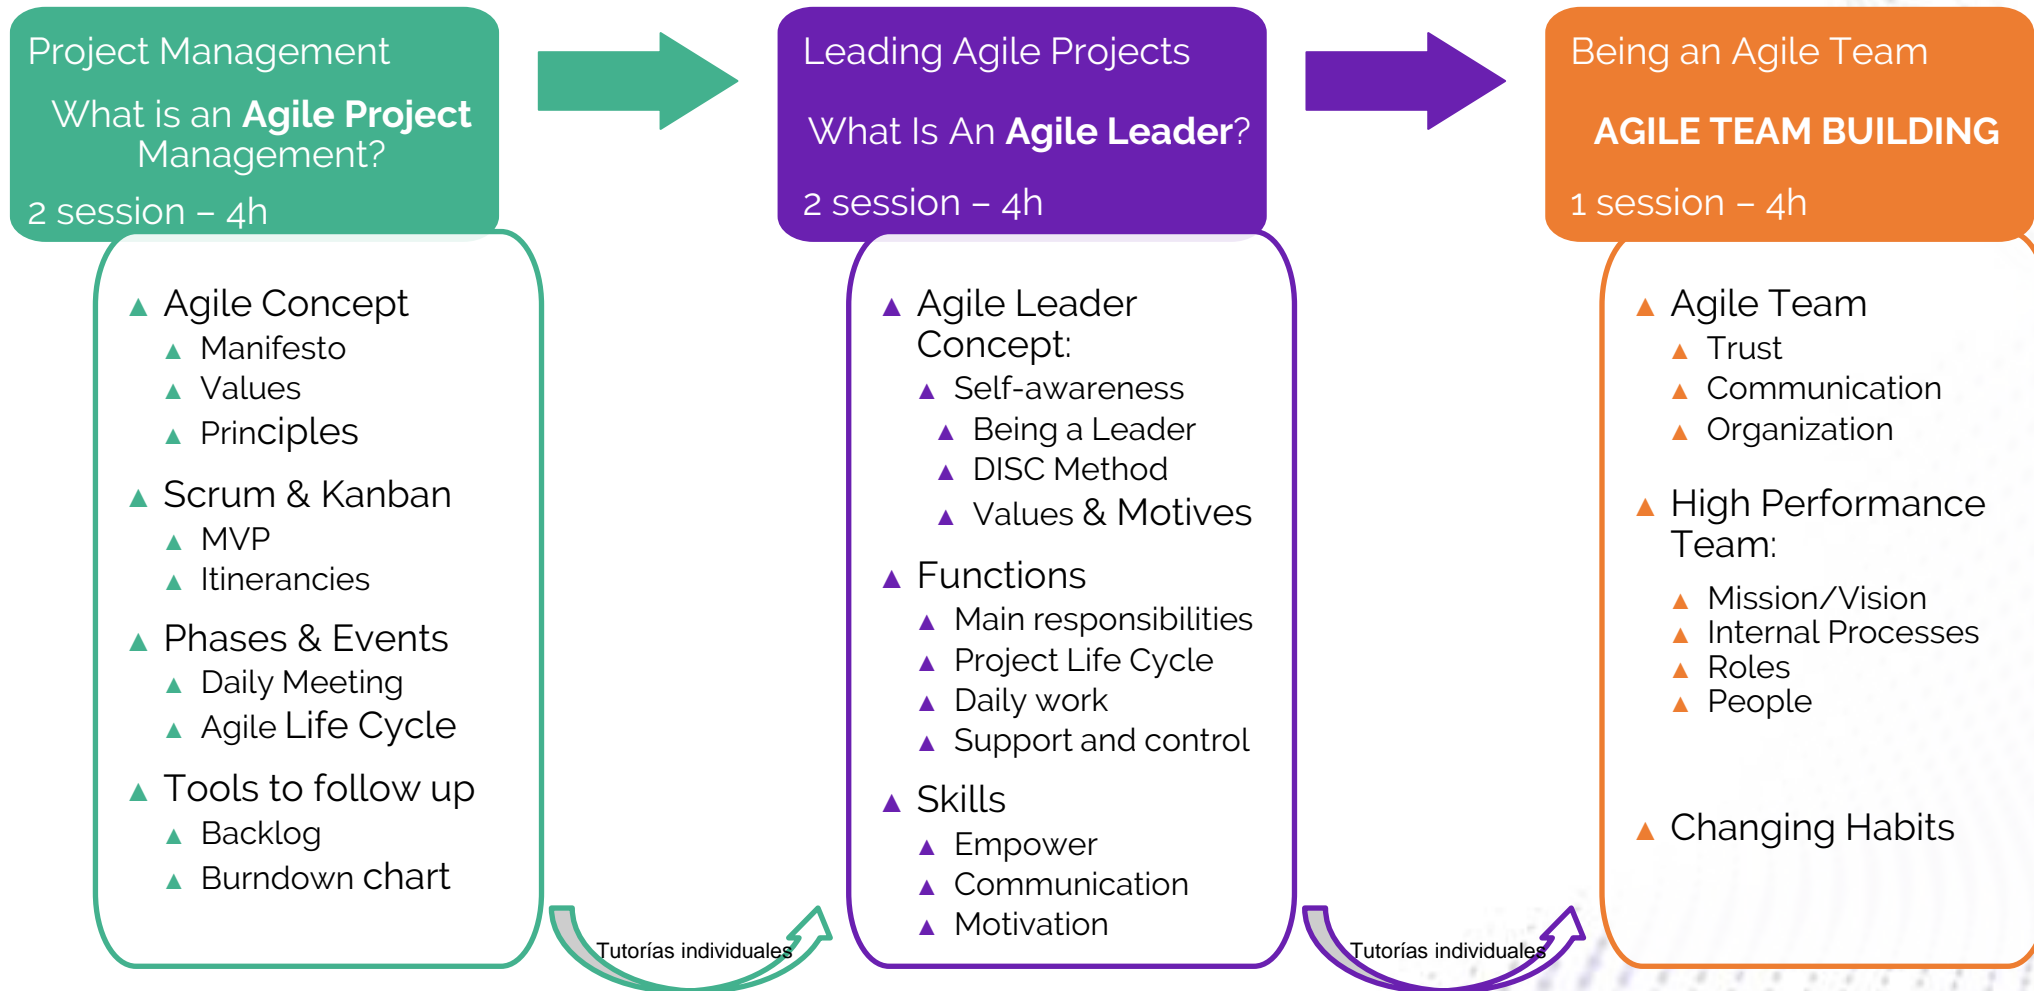 Project Management
What is an Agile Project
Management?
2 session – 4h
▲ Agile Concept
▲ Manifesto
▲ Values
▲ Principles
▲ Scrum & Kanban
▲ MVP
▲ Itinerancies
▲ Phases & Events
▲ Daily Meeting
▲ Agile Life Cycle
▲ Tools to follow up
▲ Backlog
▲ Burndown chart
Tutorías individuales
Leading Agile Projects
What Is An Agile Leader?
2 session – 4h
▲ Agile Leader
Concept:
▲ Self-awareness
▲ Being a Leader
▲ DISC Method
▲ Values & Motives
▲ Functions
▲ Main responsibilities
▲ Project Life Cycle
▲ Daily work
▲ Support and control
▲ Skills
▲ Empower
▲ Communication
▲ Motivation
Tutorías individuales
Being an Agile Team
AGILE TEAM BUILDING
1 session – 4h
▲ Agile Team
▲ Trust
▲ Communication
▲ Organization
▲ High Performance
Team:
▲ Mission/Vision
▲ Internal Processes
▲ Roles
▲ People
▲ Changing Habits